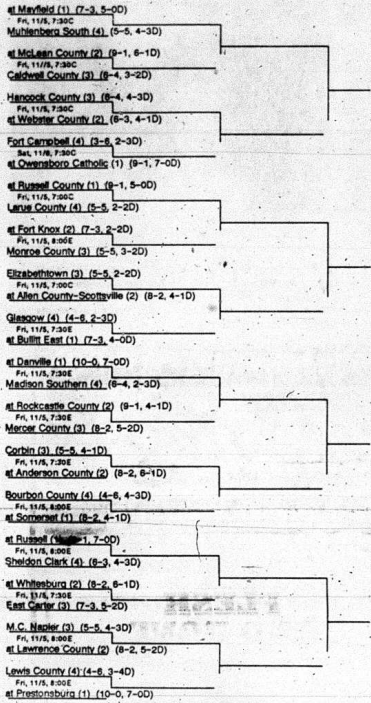 at Mayfield (1) (7-3, 5-0D)
Fri, 11/5, 7:30C
Muhlenberg South (4) (5-5, 4-3D)
at McLean County (2) (9-1, 6-1D)
Fri, 11/5, 7:30C
Caldwell County (3) (6-4, 3-2D)
Hancock County (3) (6-4, 4-3D)
Fri, 11/5, 7:30C
at Webster County (2) (6-3, 4-1D)
Fort Campbell (4) (3-6, 2-3D)
Sat, 11/6, 7:30C
at Owensboro Catholic (1) (9-1, 7-0D)
at Russell County (1) (9-1, 5-0D)
Fri, 11/5, 7:00C
Larue County (4) (5-5, 2-2D)
at Fort Knox (2) (7-3, 2-2D)
Fri, 11/5, 8:00E
Monroe County (3) (5-5, 3-2D)
Elizabethtown (3) (5-5, 2-2D)
Fri, 11/5, 7:00C
at Allen County-Scottsville (2) (8-2, 4-1D)
Glasgow (4) (4-6, 2-3D)
Fri, 11/5, 7:30E
at Bullitt East (1) (7-3, 4-0D)
at Danville (1) (10-0, 7-0D)
Fri, 11/5, 7:30E
Madison Southern (4) (6-4, 2-3D)
at Rockcastle County (2) (9-1, 4-1D)
Fri, 11/5, 7:30E
Mercer County (3) (8-2, 5-2D)
Corbin (3) (5-5, 4-1D)
Fri, 11/5, 7:30E
at Anderson County (2) (8-2, 6-1D)
Bourbon County (4) (4-6, 4-3D)
Fri, 11/5, 8:00E
at Somerset (1) (8-2, 4-1D)
at Russell (1, 7-0D)
Fri, 11/5, 8:00E
Sheldon Clark (4) (6-3, 4-3D)
at Whitesburg (2) (8-2, 6-1D)
Fri, 11/5, 7:30E
East Carter (3) (7-3, 5-2D)
M.C. Napier (3) (5-5, 4-3D)
Fri, 11/5, 8:00E
at Lawrence County (2) (8-2, 5-2D)
Lewis County (4) (4-6, 3-4D)
Fri, 11/5, 8:00E
at Prestonsburg (1) (10-0, 7-0D)